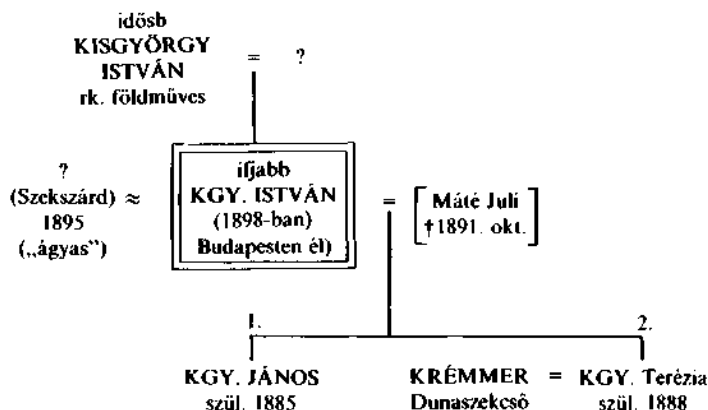 idősb
KISGYÖRGY = ?
ISTVÁN
rk. földműves
?
(Szekszárd) ≈
1895
(„ágyas”)
ifjabb
KGY. ISTVÁN
(1898-ban)
Budapesten él)
= [Máté Juli
†1891. okt.]
1. 2.
KGY. JÁNOS
szül. 1885
KRÉMMER = KGY. Terézia
Dunaszekcső szül. 1888